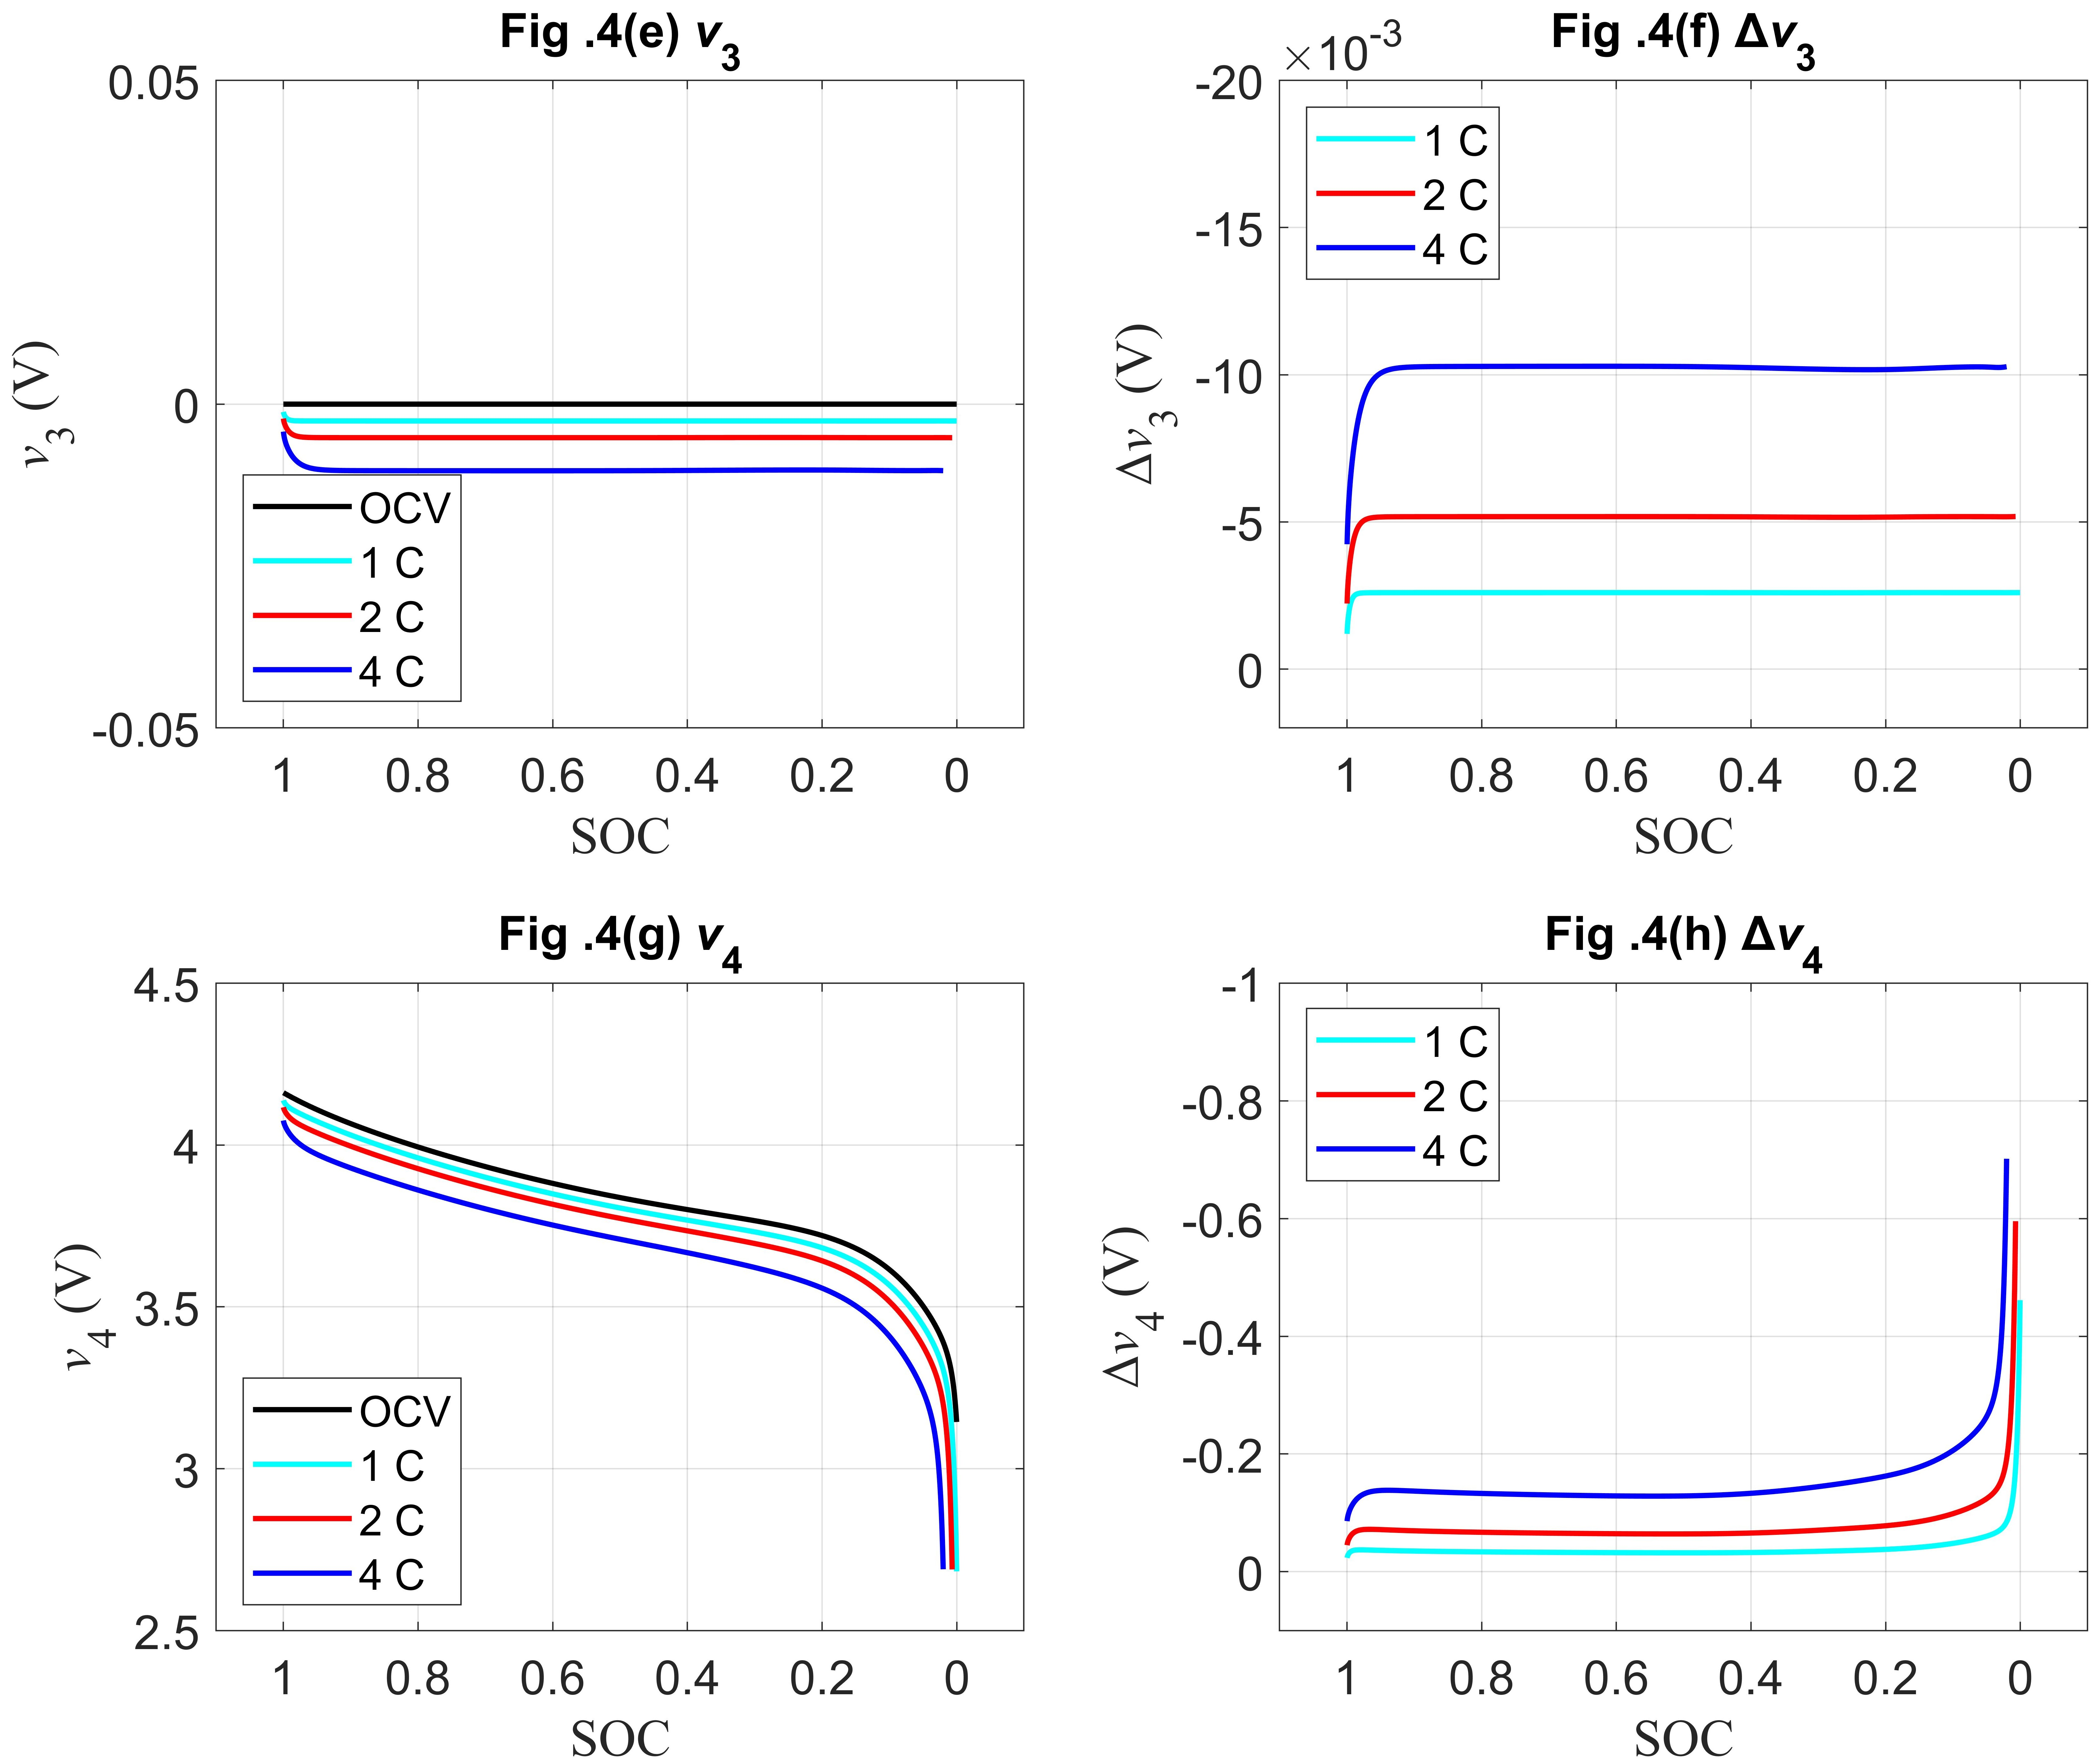 Fig .4(e) v3
0.05
0
-0.05
v3 (V)
OCV
1 C
2 C
4 C
1 0.8 0.6 0.4 0.2 0
SOC
Fig .4(f) Δv3
×10-3
-20
-15
-10
-5
0
Δv3 (V)
1 C
2 C
4 C
1 0.8 0.6 0.4 0.2 0
SOC
Fig .4(g) v4
4.5
4
3.5
3
2.5
v4 (V)
OCV
1 C
2 C
4 C
1 0.8 0.6 0.4 0.2 0
SOC
Fig .4(h) Δv4
-1
-0.8
-0.6
-0.4
-0.2
0
Δv4 (V)
1 C
2 C
4 C
1 0.8 0.6 0.4 0.2 0
SOC